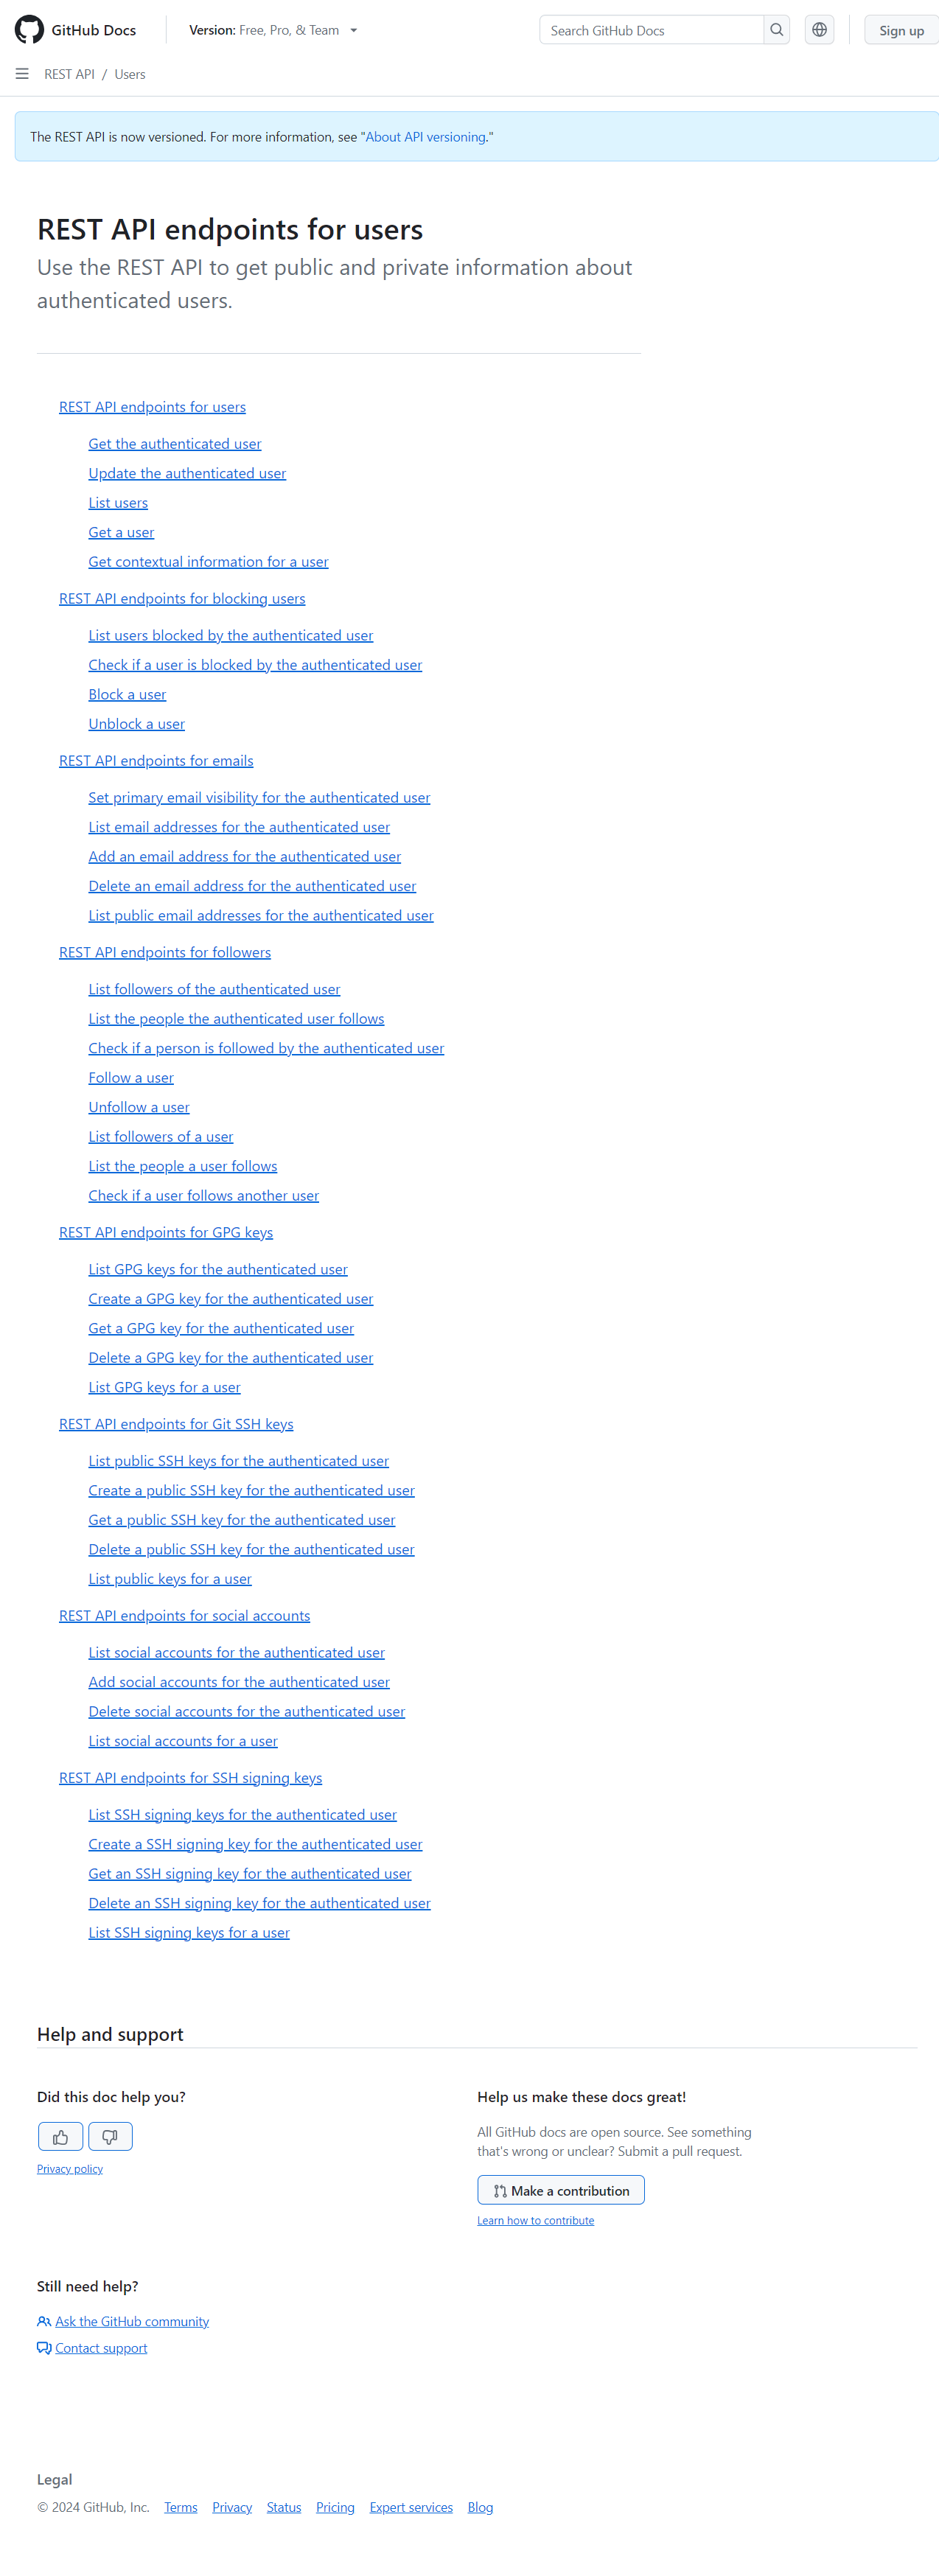 GitHub Docs
Version: Free, Pro, & Team
Search GitHub Docs
Sign up
REST API / Users
The REST API is now versioned. For more information, see "About API versioning."
REST API endpoints for users
Use the REST API to get public and private information about
authenticated users.
REST API endpoints for users
Get the authenticated user
Update the authenticated user
List users
Get a user
Get contextual information for a user
REST API endpoints for blocking users
List users blocked by the authenticated user
Check if a user is blocked by the authenticated user
Block a user
Unblock a user
REST API endpoints for emails
Set primary email visibility for the authenticated user
List email addresses for the authenticated user
Add an email address for the authenticated user
Delete an email address for the authenticated user
List public email addresses for the authenticated user
REST API endpoints for followers
List followers of the authenticated user
List the people the authenticated user follows
Check if a person is followed by the authenticated user
Follow a user
Unfollow a user
List followers of a user
List the people a user follows
Check if a user follows another user
REST API endpoints for GPG keys
List GPG keys for the authenticated user
Create a GPG key for the authenticated user
Get a GPG key for the authenticated user
Delete a GPG key for the authenticated user
List GPG keys for a user
REST API endpoints for Git SSH keys
List public SSH keys for the authenticated user
Create a public SSH key for the authenticated user
Get a public SSH key for the authenticated user
Delete a public SSH key for the authenticated user
List public keys for a user
REST API endpoints for social accounts
List social accounts for the authenticated user
Add social accounts for the authenticated user
Delete social accounts for the authenticated user
List social accounts for a user
REST API endpoints for SSH signing keys
List SSH signing keys for the authenticated user
Create a SSH signing key for the authenticated user
Get an SSH signing key for the authenticated user
Delete an SSH signing key for the authenticated user
List SSH signing keys for a user
Help and support
Did this doc help you?
Privacy policy
Help us make these docs great!
All GitHub docs are open source. See something
that's wrong or unclear? Submit a pull request.
Make a contribution
Learn how to contribute
Still need help?
Ask the GitHub community
Contact support
Legal
© 2024 GitHub, Inc. Terms Privacy Status Pricing Expert services Blog